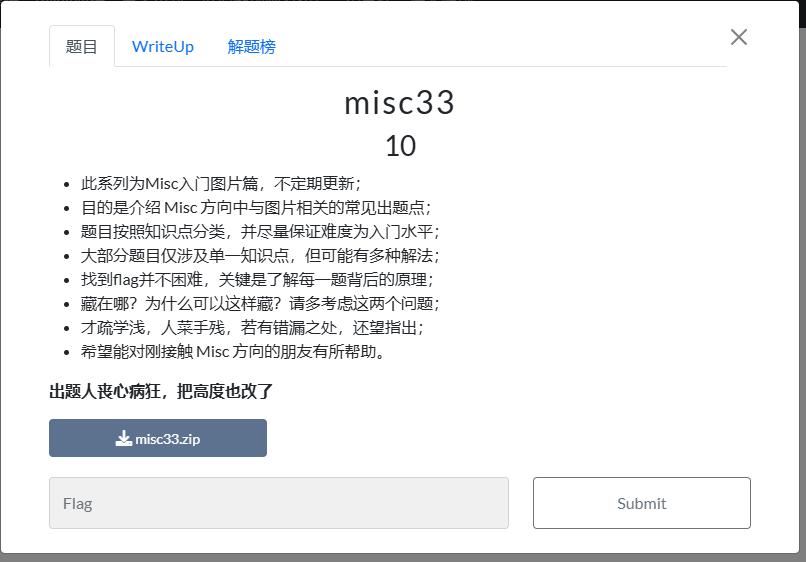 题目 WriteUp 解题榜
misc33
10
此系列为Misc入门图片篇，不定期更新；
目的是介绍 Misc 方向中与图片相关的常见出题点；
题目按照知识点分类，并尽量保证难度为入门水平；
大部分题目仅涉及单一知识点，但可能有多种解法；
找到flag并不困难，关键是了解每一题背后的原理；
藏在哪？为什么可以这样藏？请多考虑这两个问题；
才疏学浅，人菜手残，若有错漏之处，还望指出；
希望能对刚接触 Misc 方向的朋友有所帮助。
出题人丧心病狂，把高度也改了
misc33.zip
Flag Submit